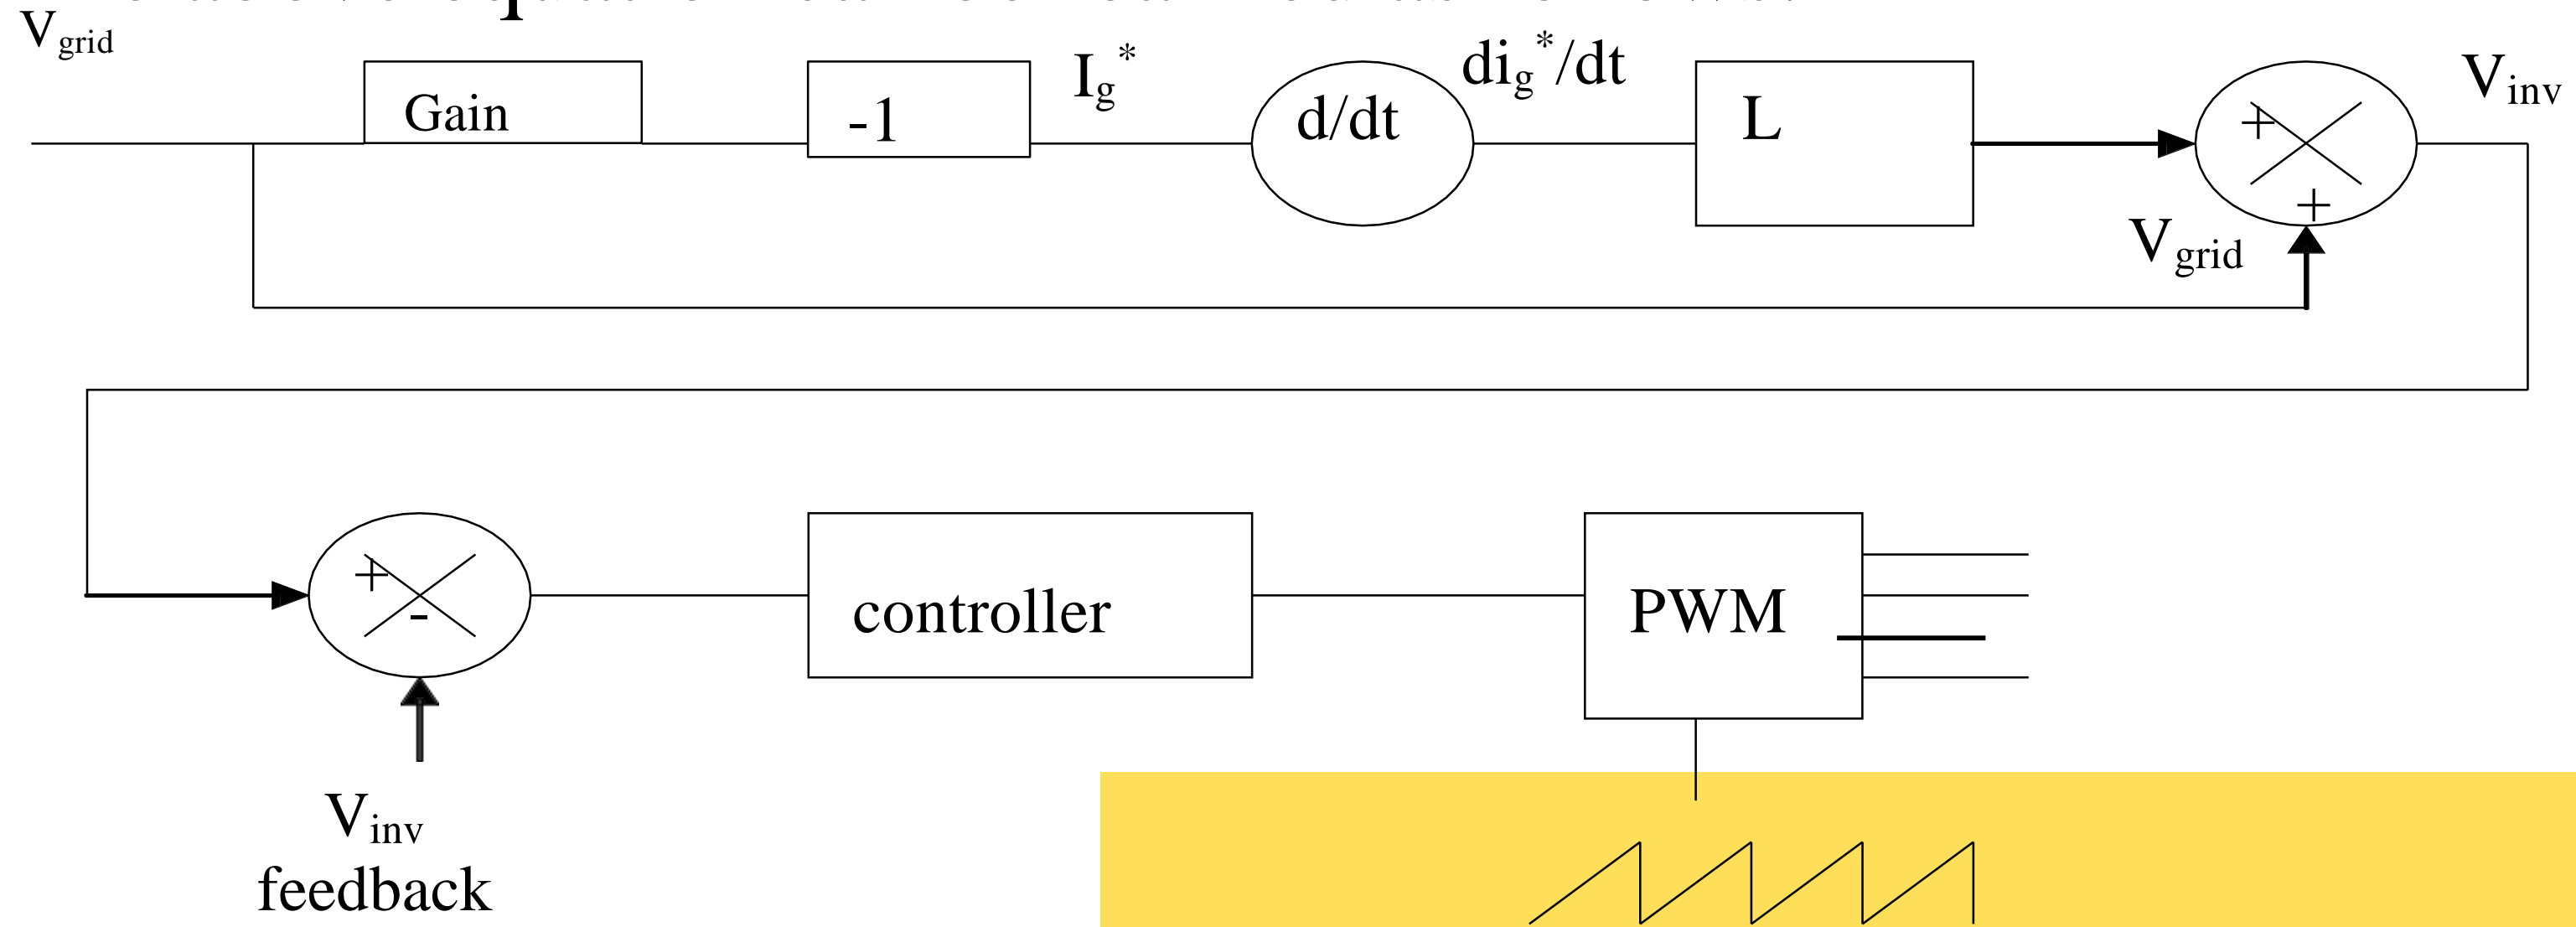 Vgrid
Gain
-1
Ig*
d/dt
dig*/dt
L
+
+
Vgrid
Vinv
+
-
controller
PWM
Vinv
feedback